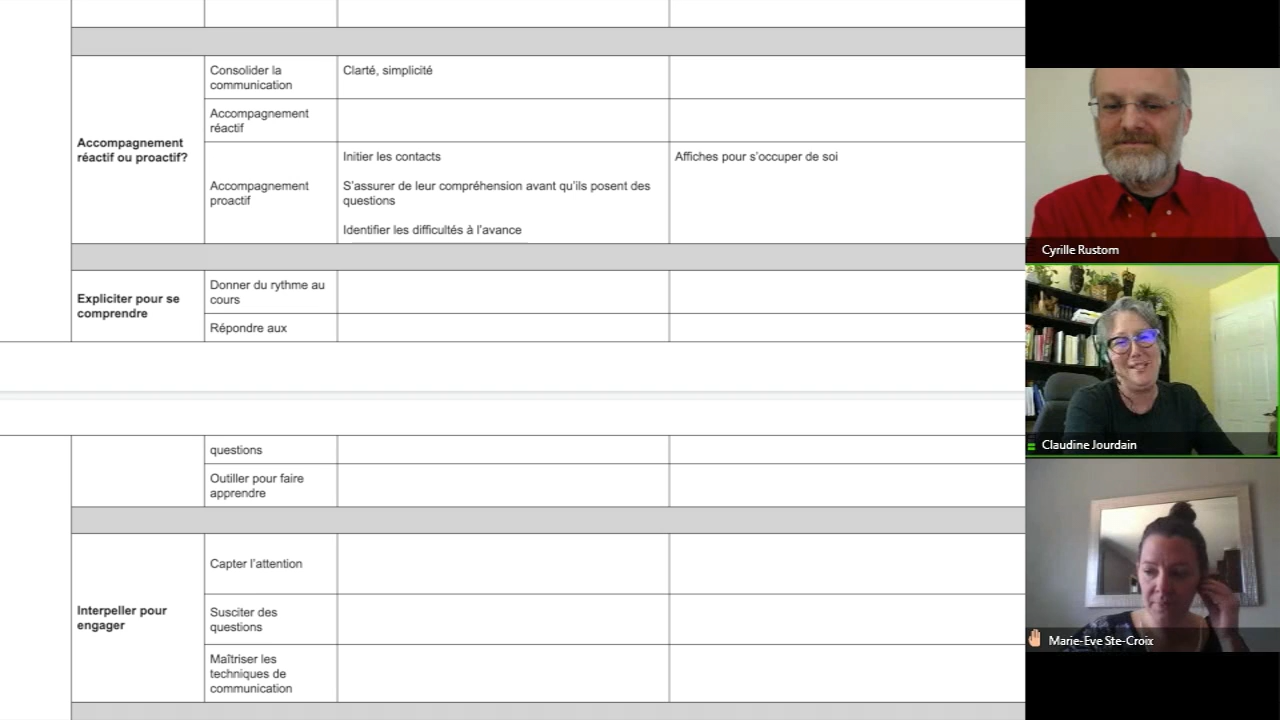 Consolider la
communication
Clarté, simplicité
Accompagnement
réactif
Accompagnement
réactif ou proactif?
Accompagnement
proactif
Initier les contacts
S'assurer de leur compréhension avant qu'ils posent des
questions
Identifier les difficultés à l'avance
Affiches pour s'occuper de soi
Expliciter pour se
comprendre
Donner du rythme au
cours
Répondre aux
questions
Outiller pour faire
apprendre
Interpeller pour
engager
Capter l'attention
Susciter des
questions
Maîtriser les
techniques de
communication
Cyrille Rustom
Claudine Jourdain
Marie-Eve Ste-Croix